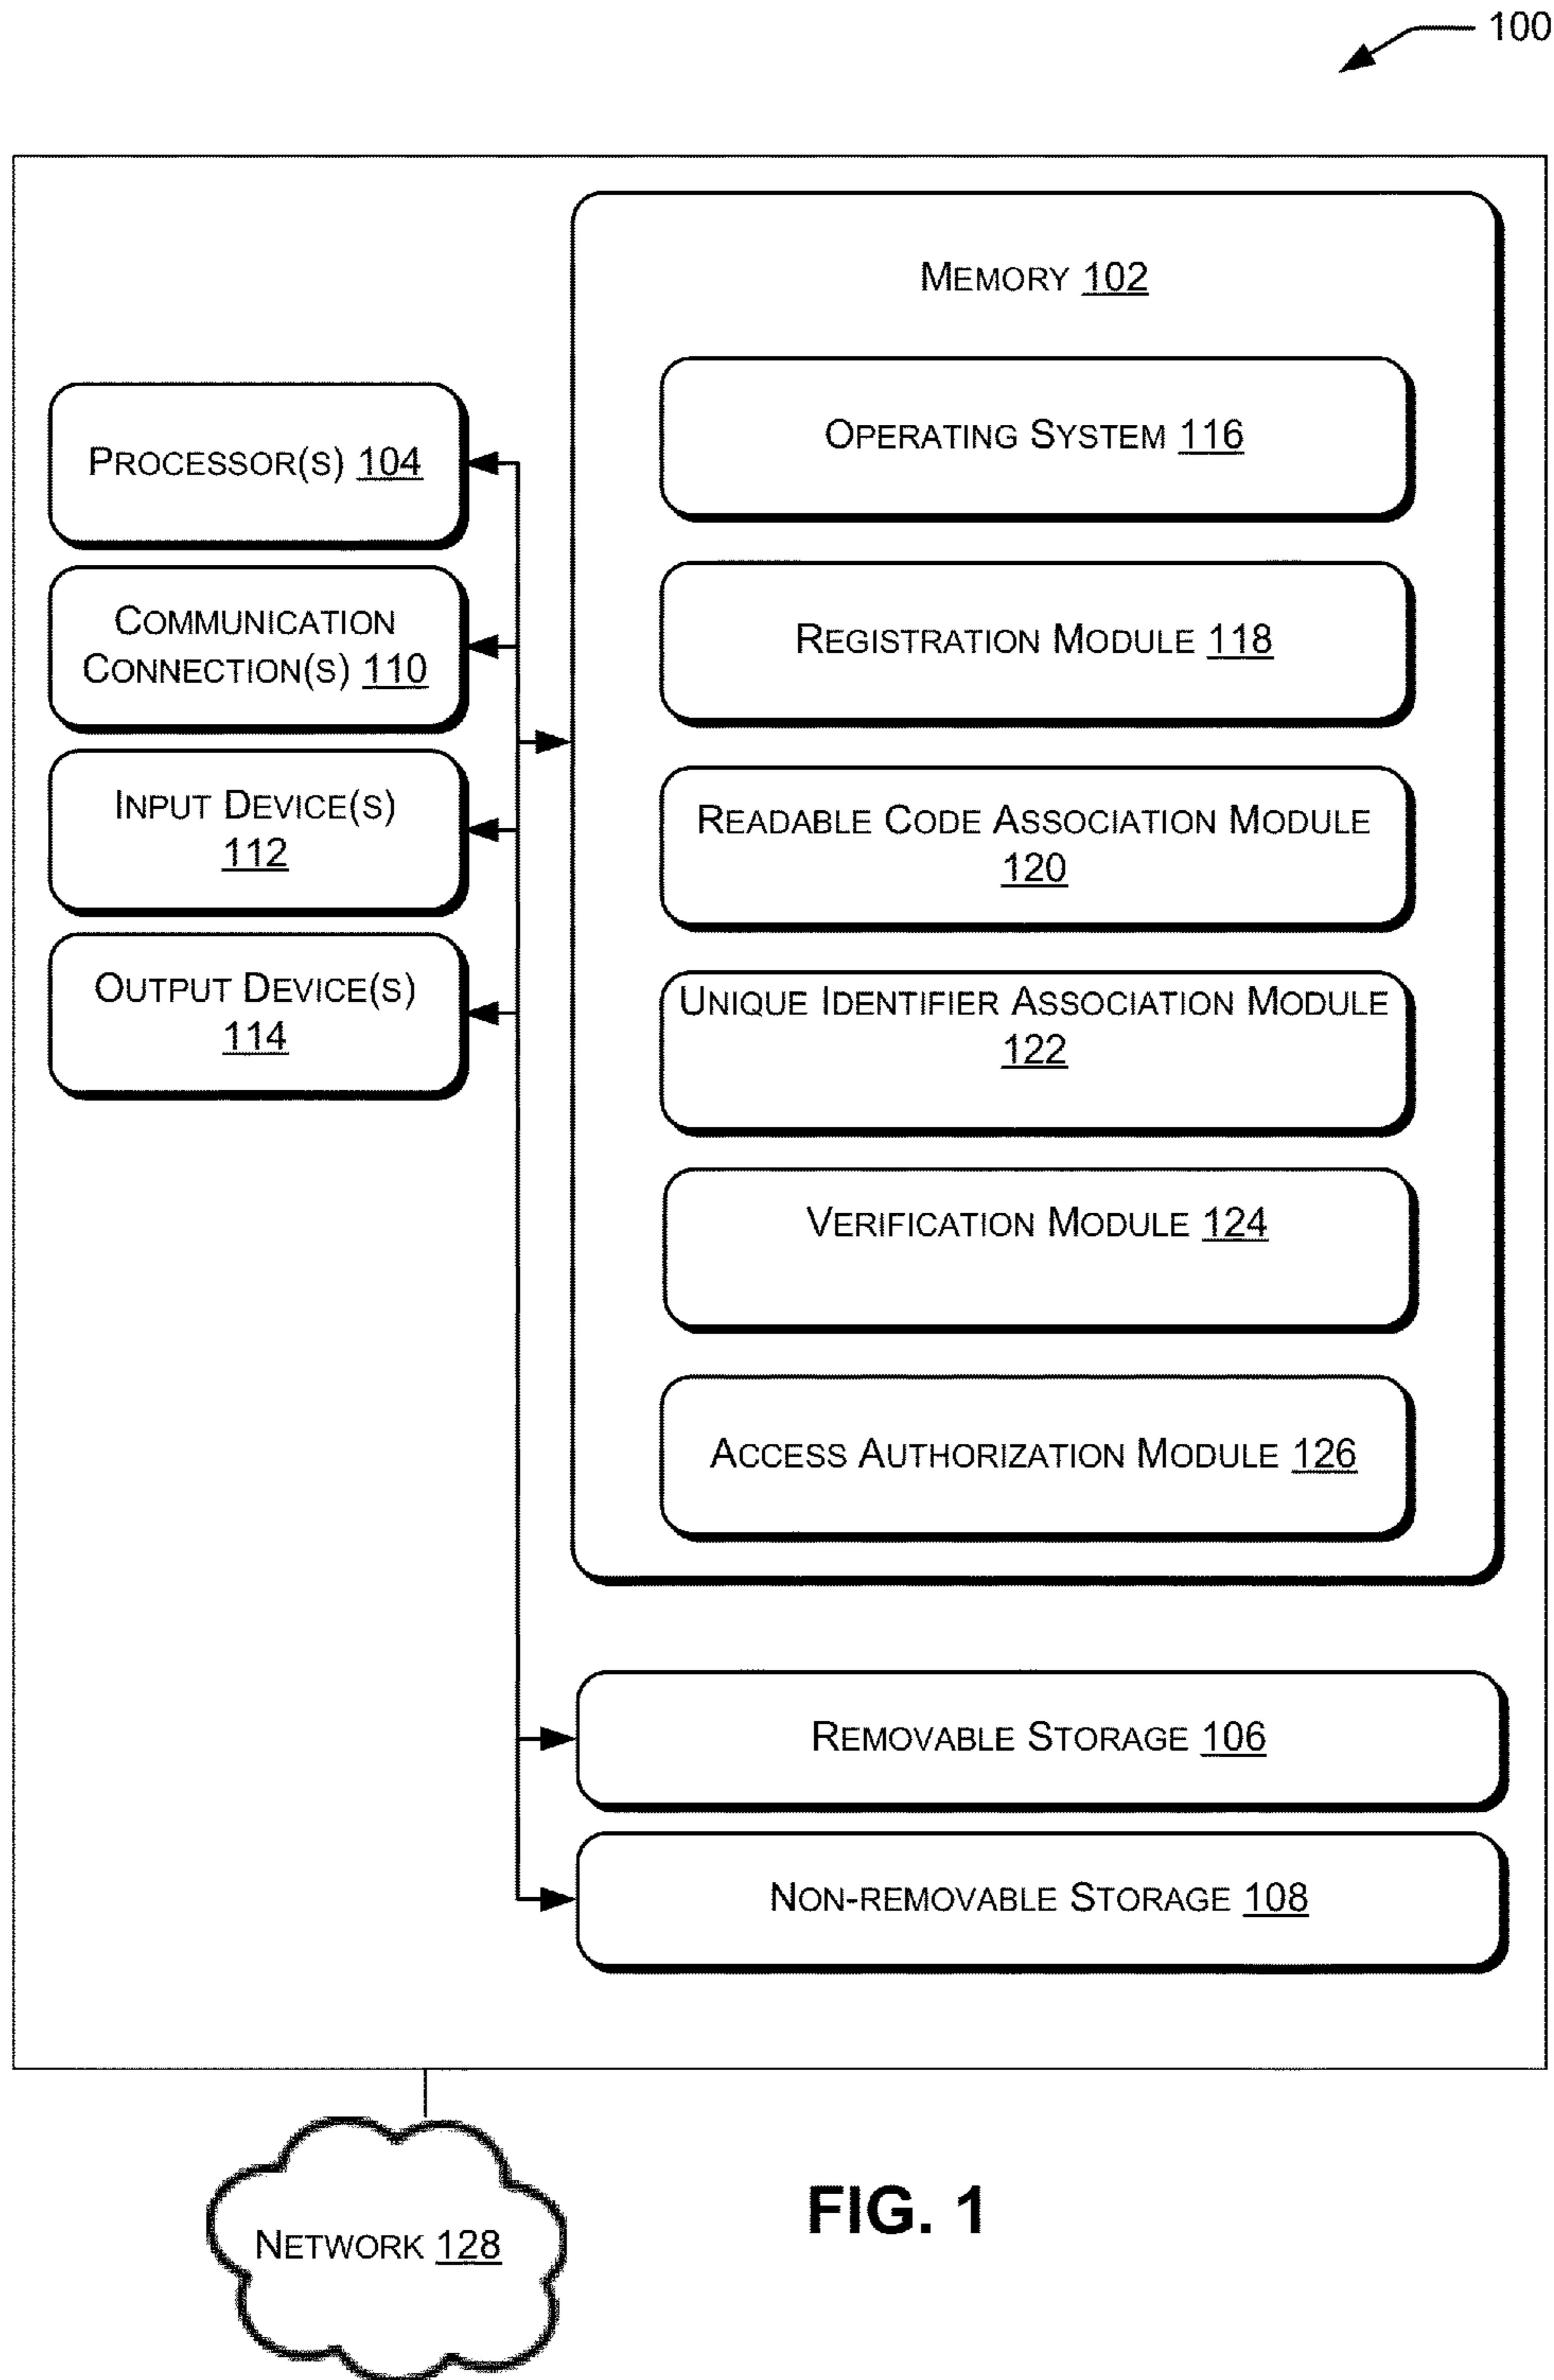 100
MEMORY 102
OPERATING SYSTEM 116
PROCESSOR(S) 104
COMMUNICATION
CONNECTION(S) 110
REGISTRATION MODULE 118
INPUT DEVICE(S)
112
READABLE CODE ASSOCIATION MODULE
120
OUTPUT DEVICE(S)
114
UNIQUE IDENTIFIER ASSOCIATION MODULE
122
VERIFICATION MODULE 124
ACCESS AUTHORIZATION MODULE 126
REMOVABLE STORAGE 106
NON-REMOVABLE STORAGE 108
NETWORK 128
FIG. 1